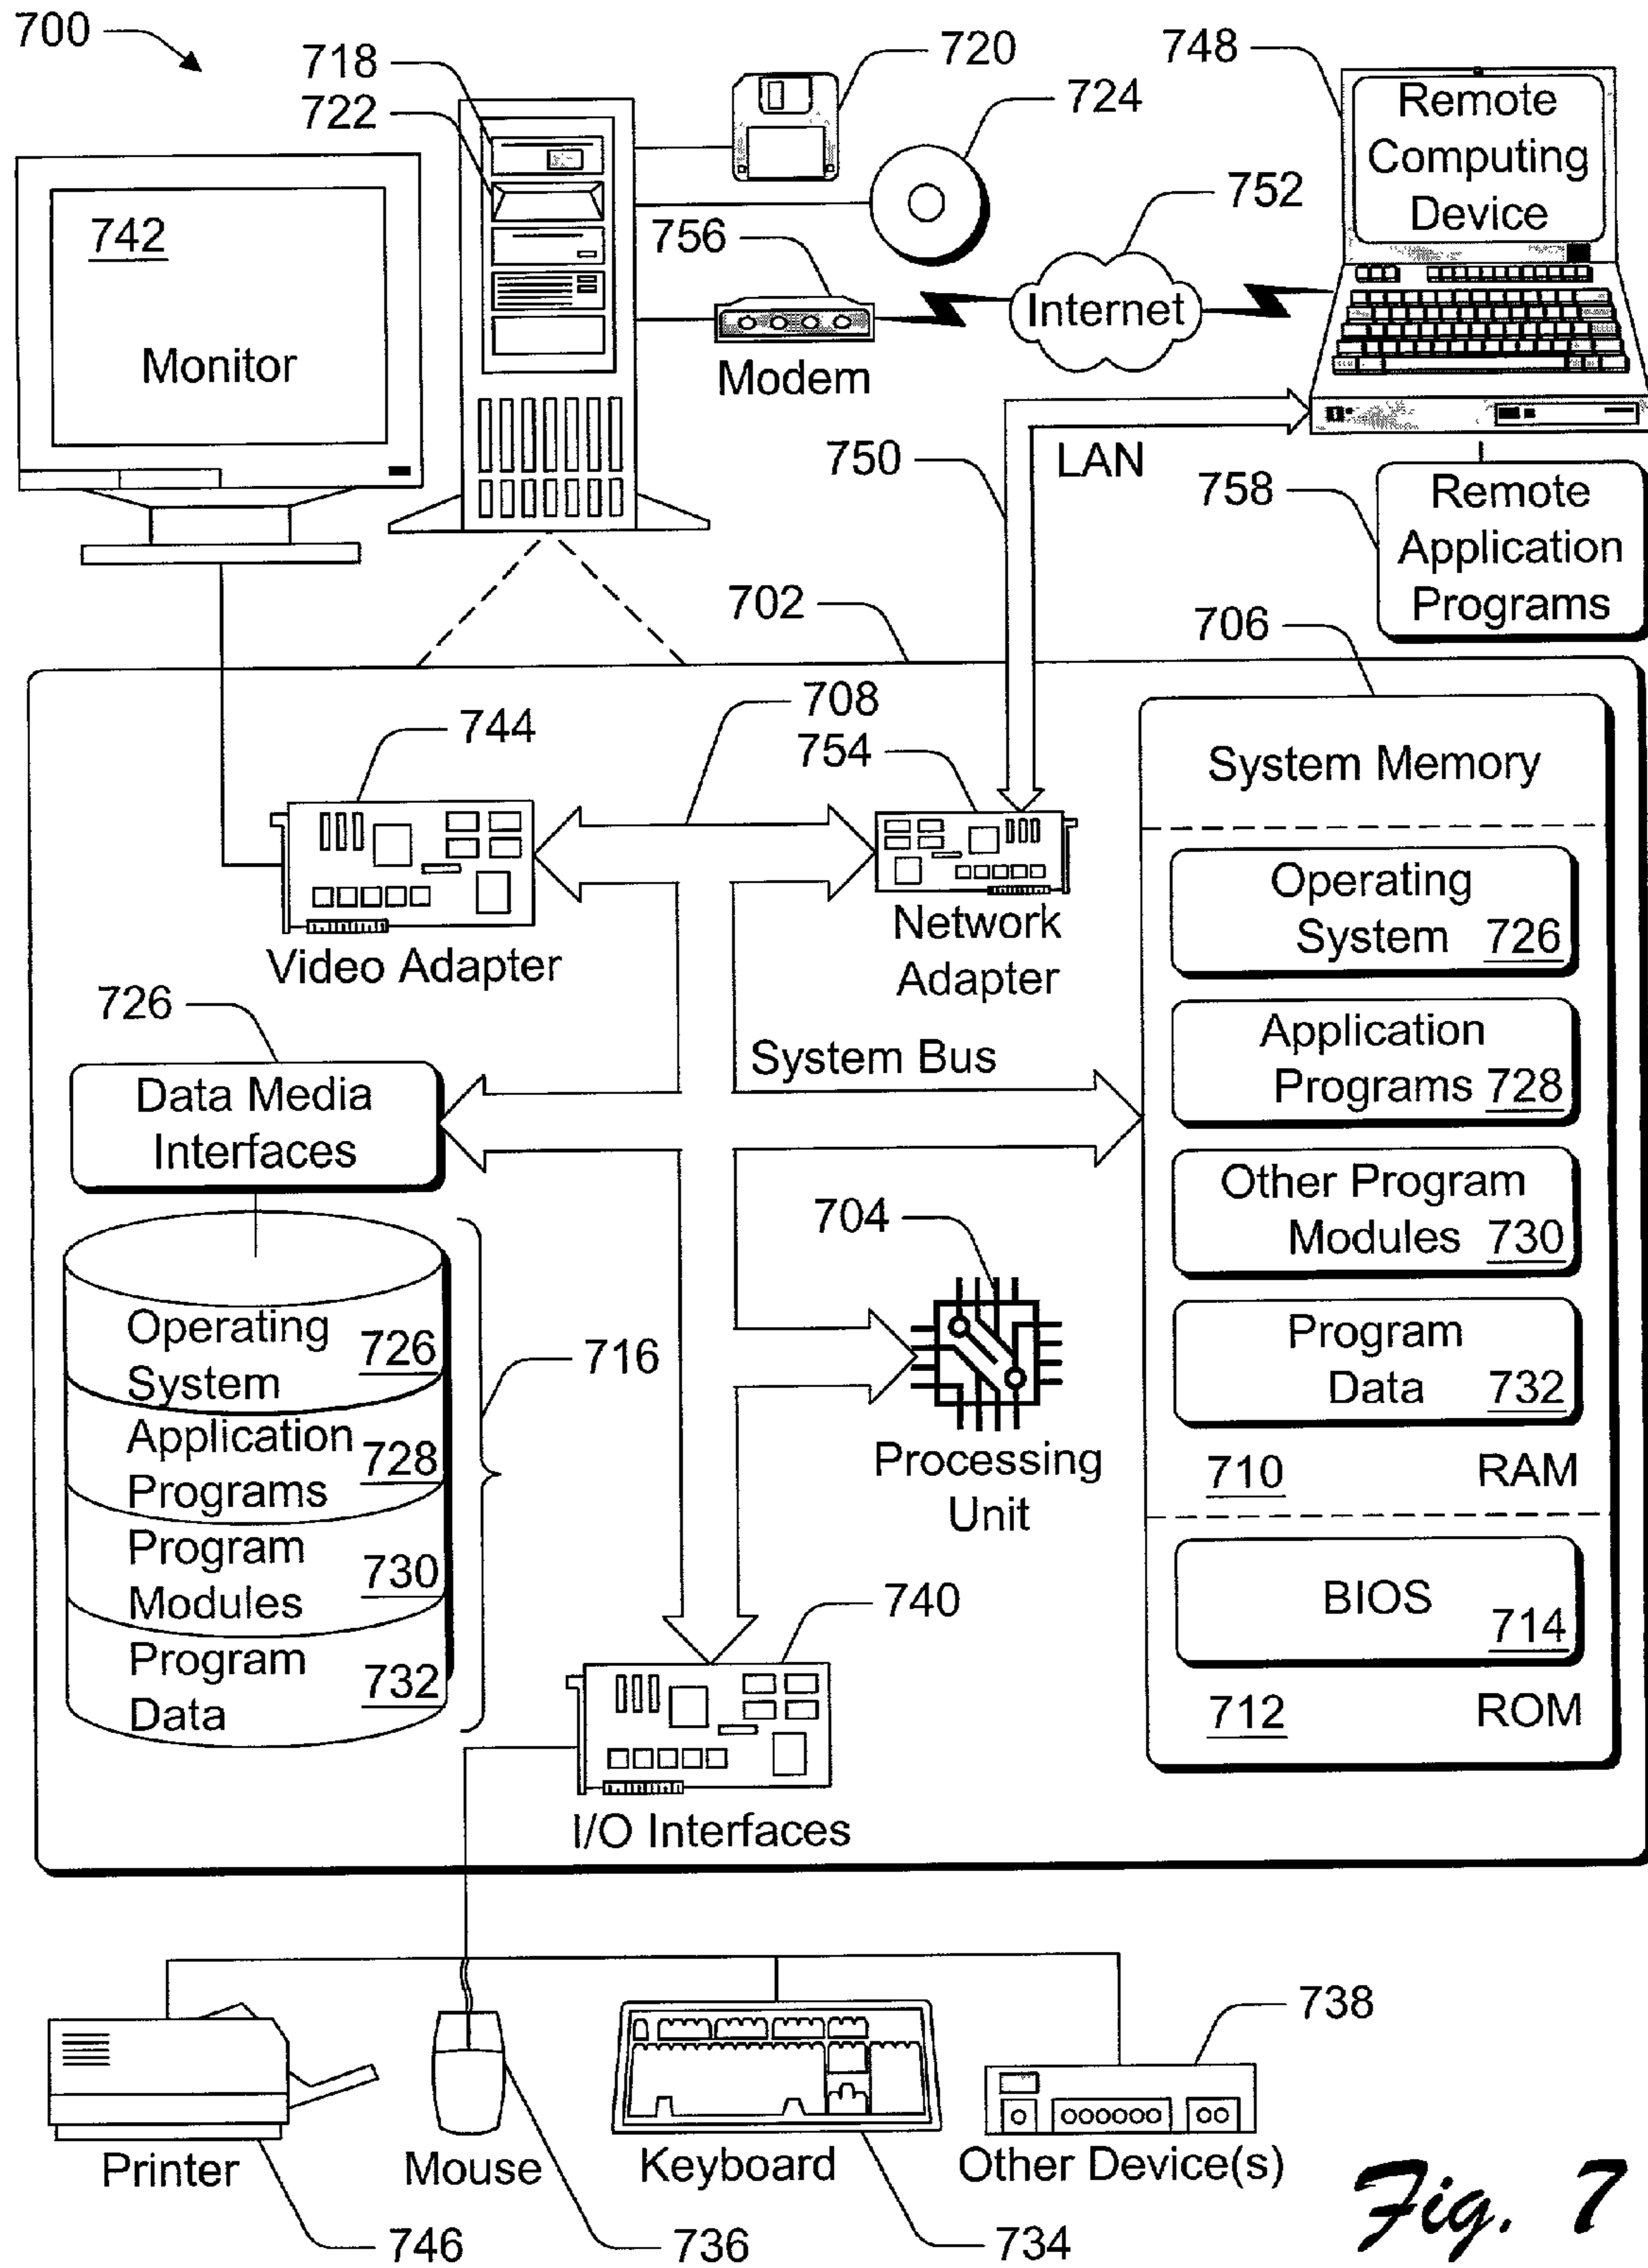 700
718
722
720
724
748
Remote
Computing
Device
742
Monitor
756
Modem
752
Internet
750
LAN
758
Remote
Application
Programs
702
706
708
744
Video Adapter
754
Network
Adapter
System Memory
Operating
System 726
Application
Programs 728
Other Program
Modules 730
Program
Data 732
710 RAM
BIOS
714
712 ROM
726
Data Media
Interfaces
System Bus
704
Processing
Unit
Operating
System 726
Application
Programs 728
Program
Modules 730
Program
Data 732
716
740
I/O Interfaces
738
Printer
Mouse
Keyboard
Other Device(s)
746
736
734
Fig. 7